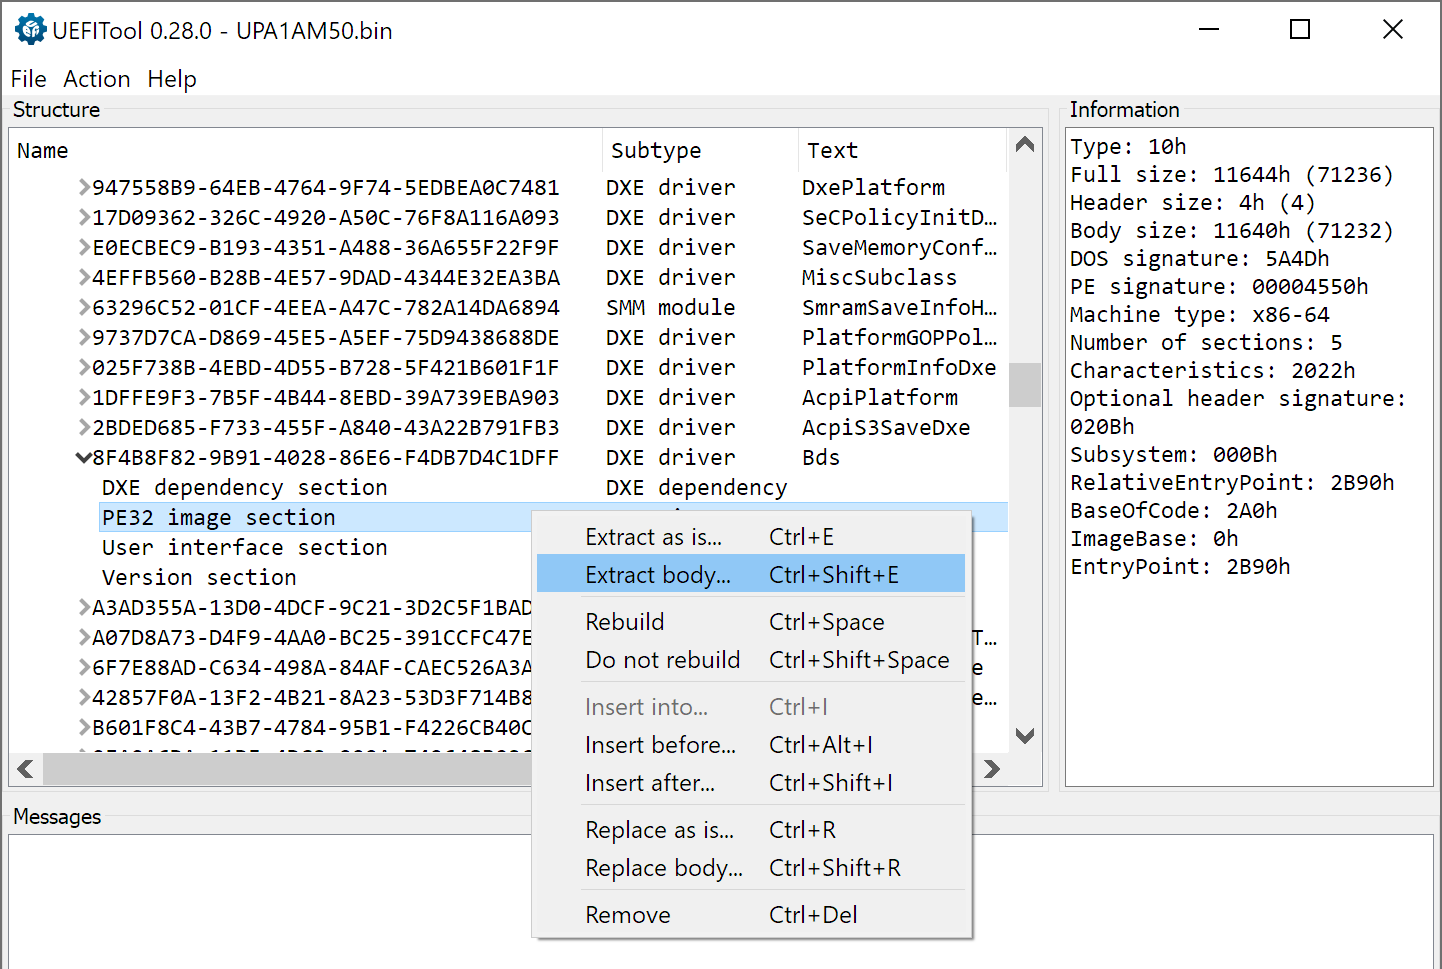 UEFITool 0.28.0 - UPA1AM50.bin
File Action Help
Structure
Name Subtype Text
947558B9-64EB-4764-9F74-5EDBEA0C7481 DXE driver DxePlatform
17D09362-326C-4920-A50C-76F8A116A093 DXE driver SeCPolicyInitD...
E0ECBEC9-B193-4351-A488-36A655F22F9F DXE driver SaveMemoryConf...
4EFFB560-B28B-4E57-9DAD-4344E32EA3BA DXE driver MiscSubclass
63296C52-01CF-4EEA-A47C-782A14DA6894 SMM module SmramSaveInfoH...
9737D7CA-D869-45E5-A5EF-75D9438688DE DXE driver PlatformGOPPol...
025F738B-4EBD-4D55-B728-5F421B601F1F DXE driver PlatformInfoDxe
1DFFE9F3-7B5F-4B44-8EBD-39A739EBA903 DXE driver AcpiPlatform
2BDED685-F733-455F-A840-43A22B791FB3 DXE driver AcpiS3SaveDxe
8F4B8F82-9B91-4028-86E6-F4DB7D4C1DFF DXE driver Bds
DXE dependency section DXE dependency
PE32 image section
User interface section
Version section
A3AD355A-13D0-4DCF-9C21-3D2C5F1BAD
A07D8A73-D4F9-4AA0-BC25-391CCFC47E T...
6F7E88AD-C634-498A-84AF-CAEC526A3A e
42857F0A-13F2-4B21-8A23-53D3F714B8 e...
B601F8C4-43B7-4784-95B1-F4226CB40C
Extract as is... Ctrl+E
Extract body... Ctrl+Shift+E
Rebuild Ctrl+Space
Do not rebuild Ctrl+Shift+Space
Insert into... Ctrl+I
Insert before... Ctrl+Alt+I
Insert after... Ctrl+Shift+I
Replace as is... Ctrl+R
Replace body... Ctrl+Shift+R
Remove Ctrl+Del
Information
Type: 10h
Full size: 11644h (71236)
Header size: 4h (4)
Body size: 11640h (71232)
DOS signature: 5A4Dh
PE signature: 00004550h
Machine type: x86-64
Number of sections: 5
Characteristics: 2022h
Optional header signature:
020Bh
Subsystem: 000Bh
RelativeEntryPoint: 2B90h
BaseOfCode: 2A0h
ImageBase: 0h
EntryPoint: 2B90h
Messages